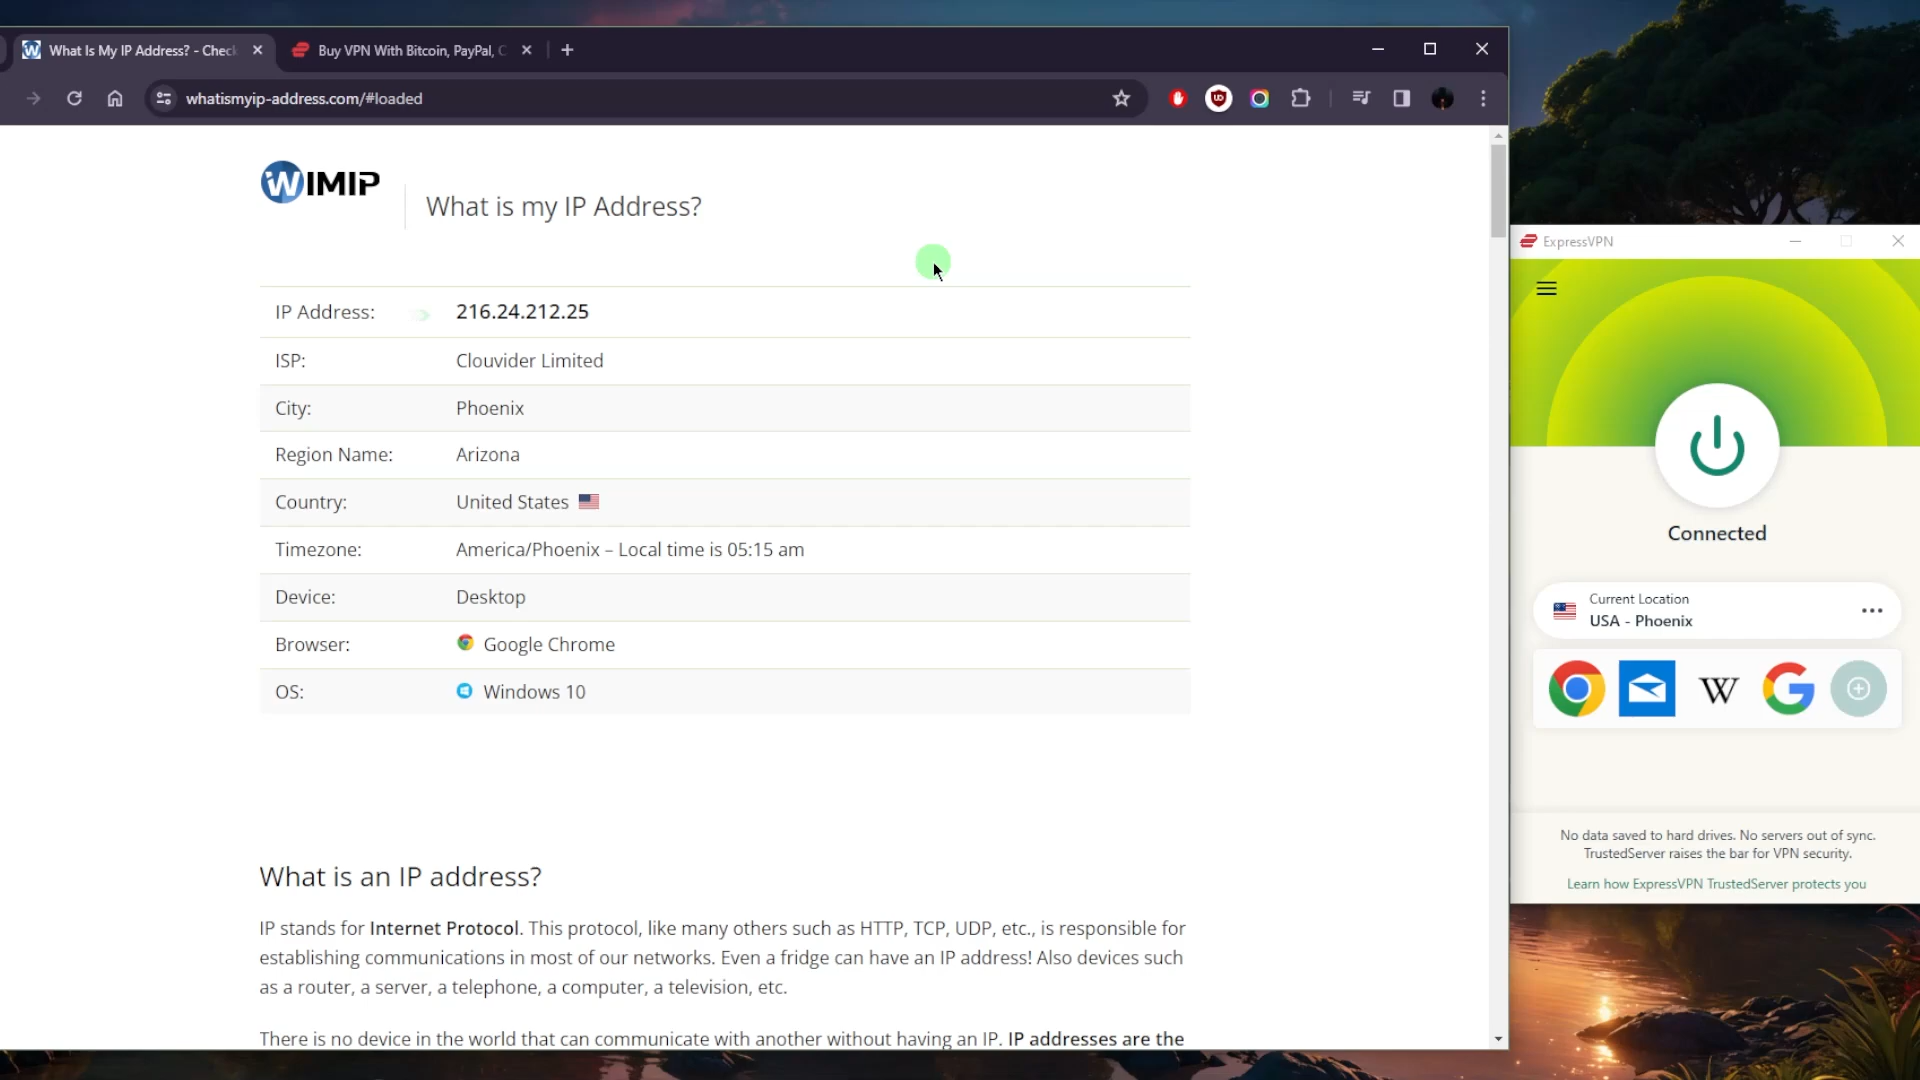 What Is My IP Address? - Chec
Buy VPN With Bitcoin, PayPal, C
whatismyip-address.com/#loaded
WIMIP
What is my IP Address?
IP Address: 216.24.212.25
ISP: Clouvider Limited
City: Phoenix
Region Name: Arizona
Country: United States
Timezone: America/Phoenix – Local time is 05:15 am
Device: Desktop
Browser: Google Chrome
OS: Windows 10
What is an IP address?
IP stands for Internet Protocol. This protocol, like many others such as HTTP, TCP, UDP, etc., is responsible for
establishing communications in most of our networks. Even a fridge can have an IP address! Also devices such
as a router, a server, a telephone, a computer, a television, etc.
There is no device in the world that can communicate with another without having an IP. IP addresses are the
ExpressVPN
Connected
Current Location
USA - Phoenix
W
No data saved to hard drives. No servers out of sync.
TrustedServer raises the bar for VPN security.
Learn how ExpressVPN TrustedServer protects you